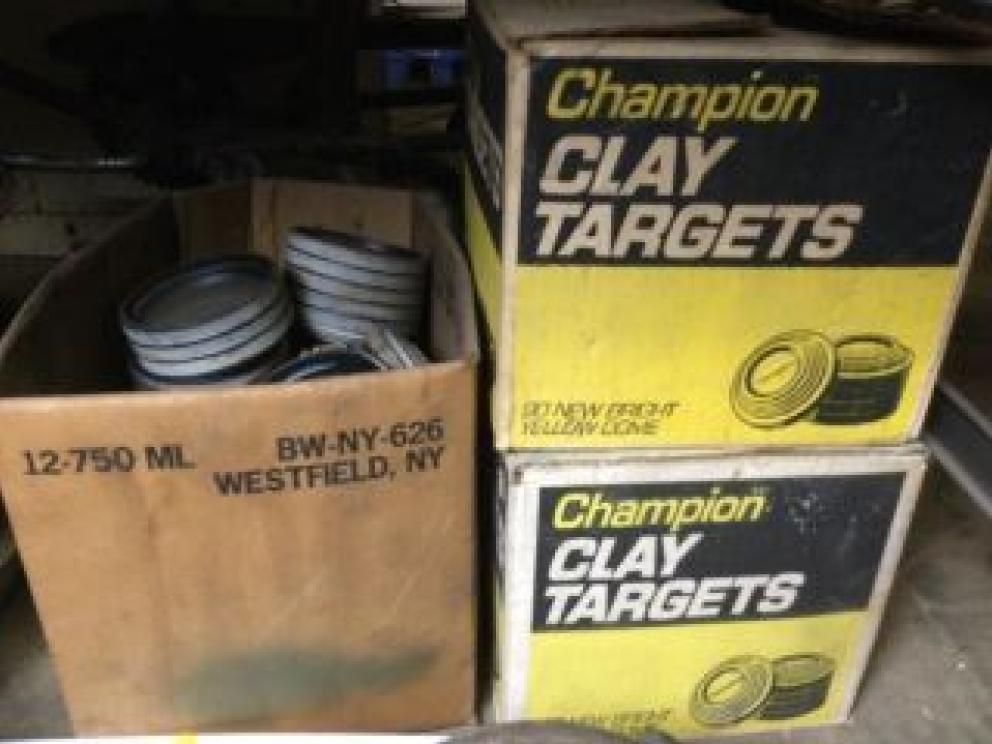 12-750 ML
BW-NY-626
WESTFIELD, NY
Champion
CLAY
TARGETS
90 NEW BRIGHT
YELLOW DOME
Champion
CLAY
TARGETS